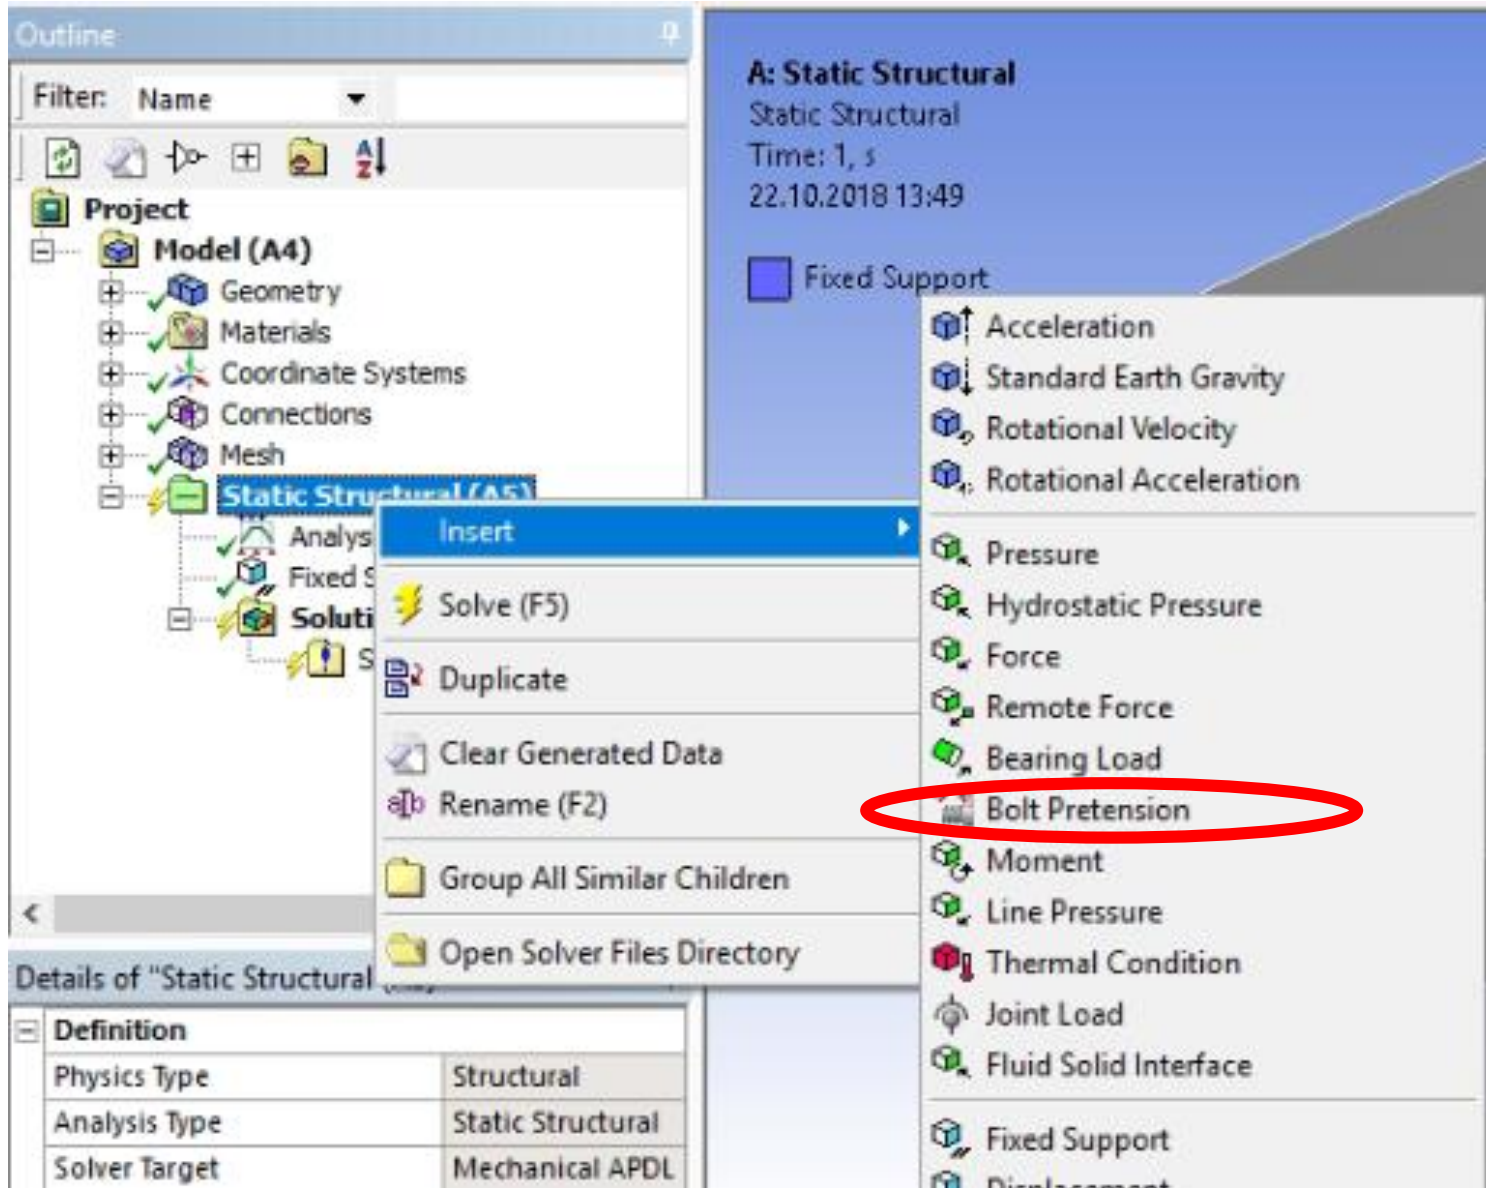 Outline
Filter: Name
Project
Model (A4)
Geometry
Materials
Coordinate Systems
Connections
Mesh
Static Structural (A5)
Analys
Fixed S
Soluti
S
Details of "Static Structural
Definition
Physics Type Structural
Analysis Type Static Structural
Solver Target Mechanical APDL
A: Static Structural
Static Structural
Time: 1, s
22.10.2018 13:49
Fixed Support
Insert
Solve (F5)
Duplicate
Clear Generated Data
Rename (F2)
Group All Similar Children
Open Solver Files Directory
Acceleration
Standard Earth Gravity
Rotational Velocity
Rotational Acceleration
Pressure
Hydrostatic Pressure
Force
Remote Force
Bearing Load
Bolt Pretension
Moment
Line Pressure
Thermal Condition
Joint Load
Fluid Solid Interface
Fixed Support
Displacement